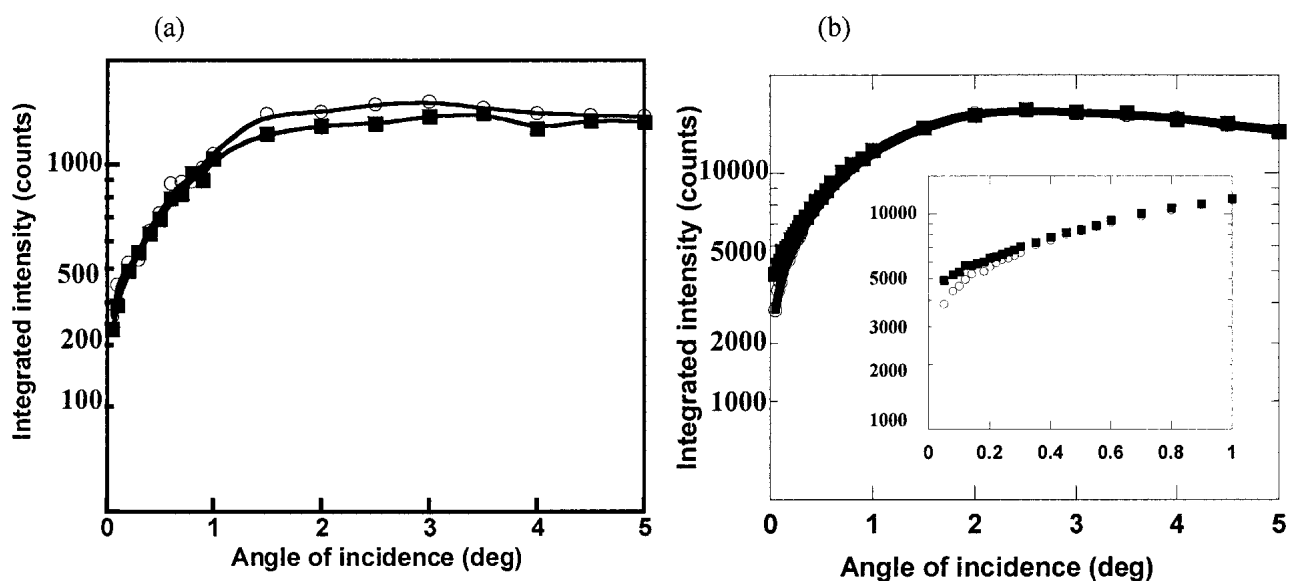 (a)
Integrated intensity (counts)
1000
500
200
100
0 1 2 3 4 5
Angle of incidence (deg)
(b)
Integrated intensity (counts)
10000
5000
2000
1000
0 1 2 3 4 5
Angle of incidence (deg)
10000
5000
3000
2000
1000
0 0.2 0.4 0.6 0.8 1